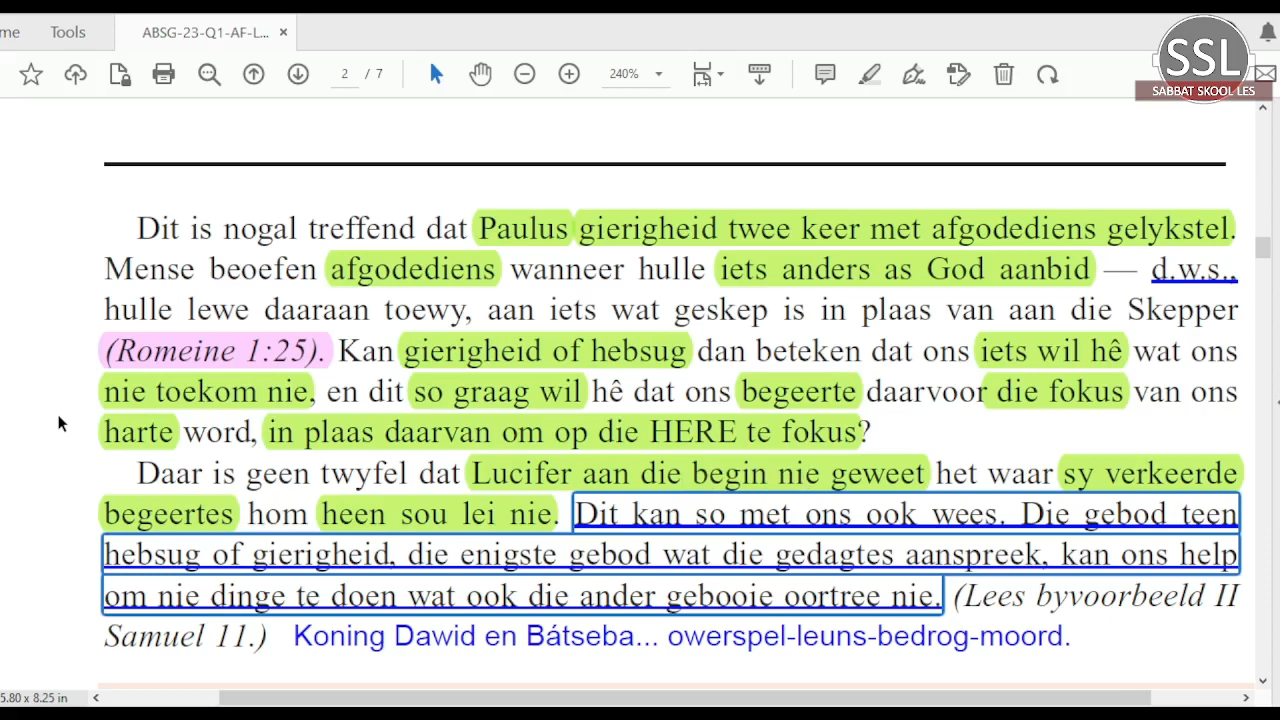 me Tools ABSG-23-Q1-AF-L... ×
SSL
SABBAT SKOOL LES
2 / 7 240%
Dit is nogal treffend dat Paulus gierigheid twee keer met afgodediens gelykstel.
Mense beoefen afgodediens wanneer hulle iets anders as God aanbid — d.w.s.,
hulle lewe daaraan toewy, aan iets wat geskep is in plaas van aan die Skepper
(Romeine 1:25). Kan gierigheid of hebsug dan beteken dat ons iets wil hê wat ons
nie toekom nie, en dit so graag wil hê dat ons begeerte daarvoor die fokus van ons
harte word, in plaas daarvan om op die HERE te fokus?
Daar is geen twyfel dat Lucifer aan die begin nie geweet het waar sy verkeerde
begeertes hom heen sou lei nie. Dit kan so met ons ook wees. Die gebod teen
hebsug of gierigheid, die enigste gebod wat die gedagtes aanspreek, kan ons help
om nie dinge te doen wat ook die ander gebooie oortree nie. (Lees byvoorbeeld II
Samuel 11.) Koning Dawid en Bátseba... owerspel-leuns-bedrog-moord.
5.80 x 8.25 in